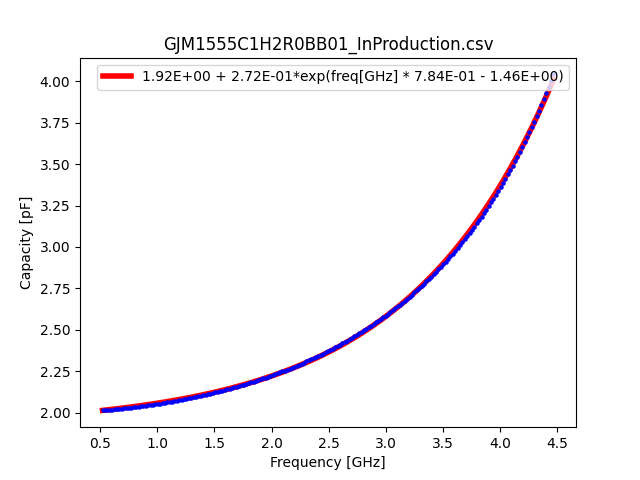 GJM1555C1H2R0BB01_InProduction.csv
1.92E+00 + 2.72E-01*exp(freq[GHz] * 7.84E-01 - 1.46E+00)
4.00
3.75
3.50
3.25
3.00
2.75
2.50
2.25
2.00
Capacity [pF]
0.5 1.0 1.5 2.0 2.5 3.0 3.5 4.0 4.5
Frequency [GHz]